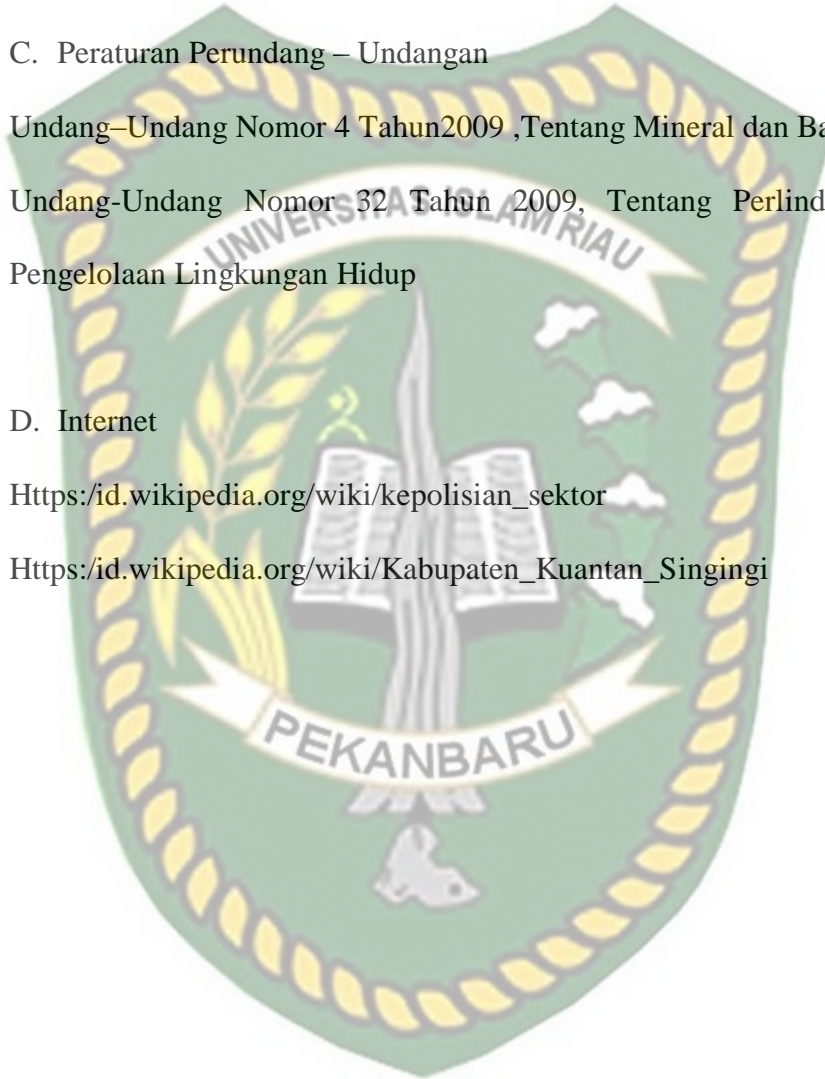 C. Peraturan Perundang – Undangan
Undang–Undang Nomor 4 Tahun2009 ,Tentang Mineral dan Ba
Undang-Undang Nomor 32 Tahun 2009, Tentang Perlind
UNIVERSITAS ISLAM RIAU
Pengelolaan Lingkungan Hidup
D. Internet
Https:/id.wikipedia.org/wiki/kepolisian_sektor
Https:/id.wikipedia.org/wiki/Kabupaten_Kuantan_Singingi
PEKANBARU